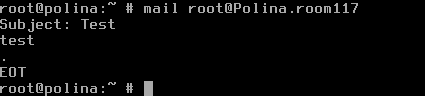 root@polina:~ # mail root@Polina.room117
Subject: Test
test
.
EOT
root@polina:~ #